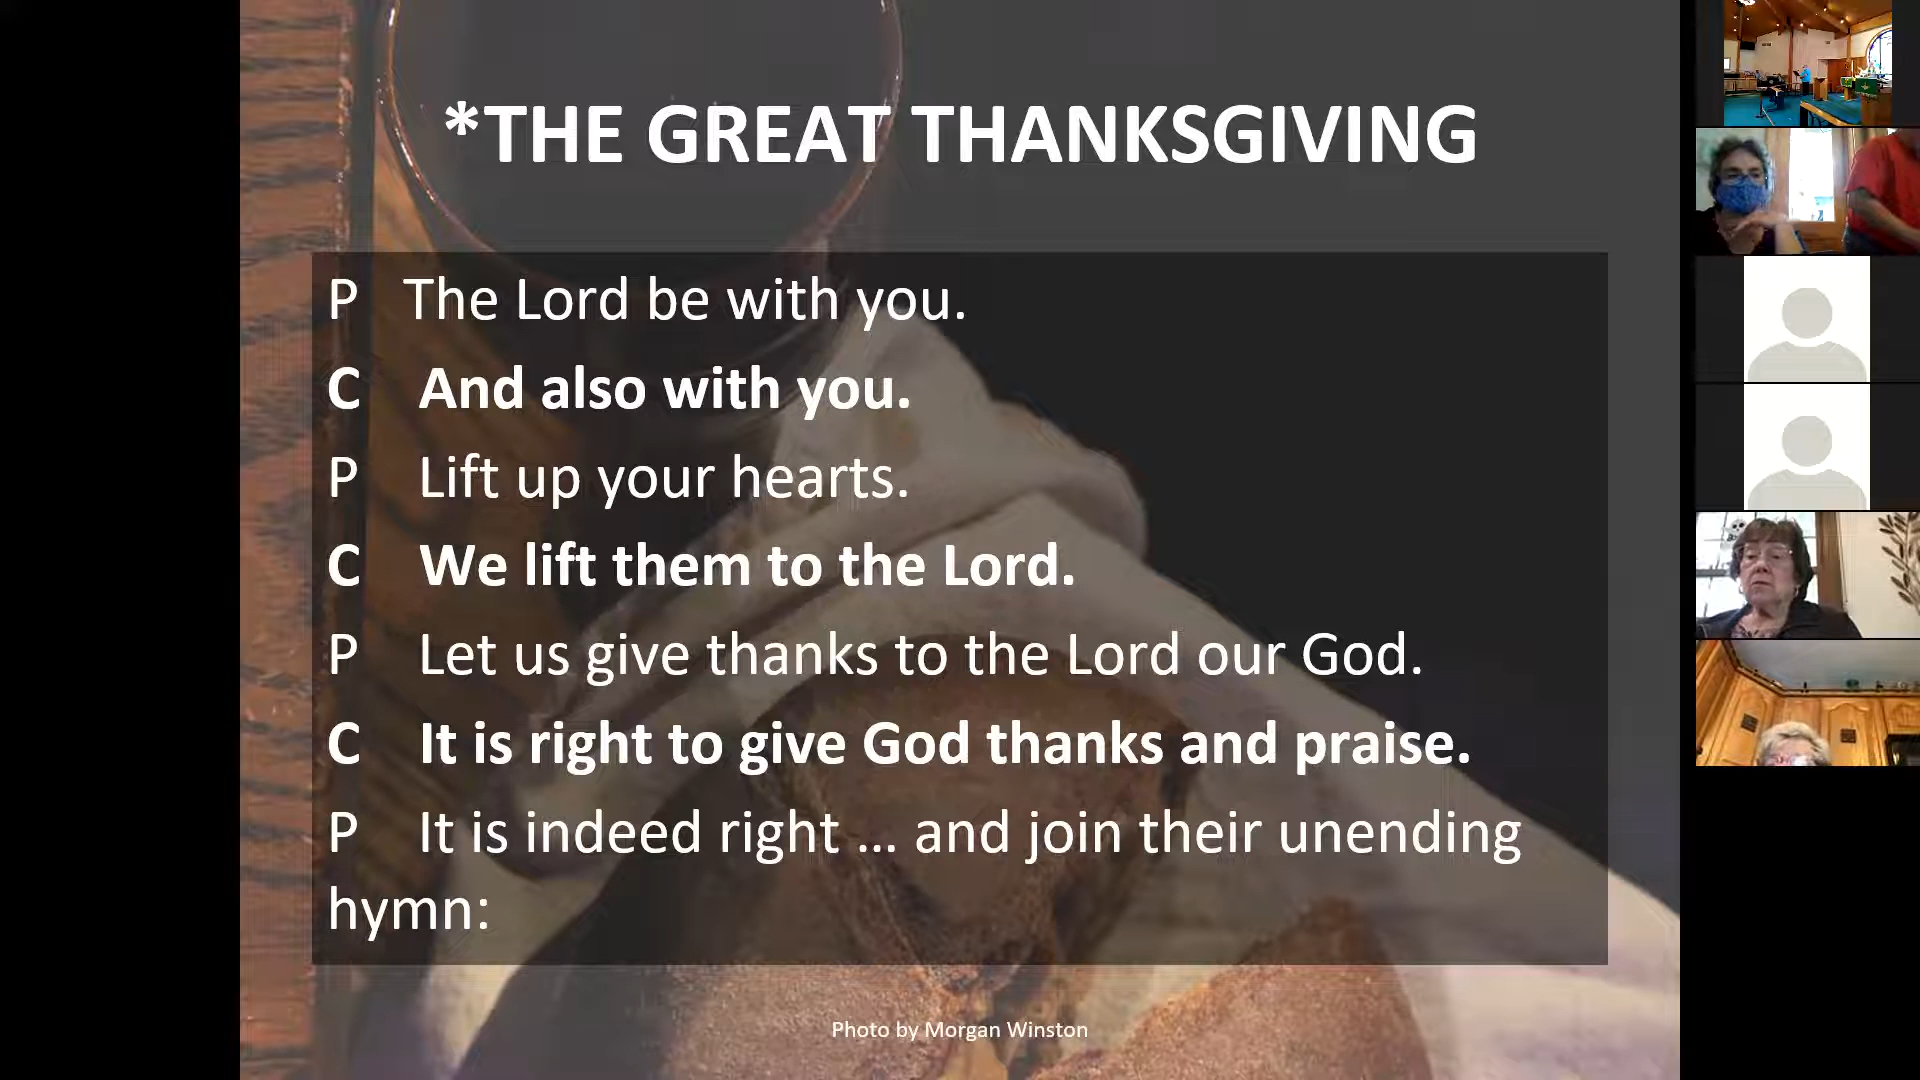 *THE GREAT THANKSGIVING
P The Lord be with you.
C And also with you.
P Lift up your hearts.
C We lift them to the Lord.
P Let us give thanks to the Lord our God.
C It is right to give God thanks and praise.
P It is indeed right ... and join their unending
hymn:
Photo by Morgan Winston